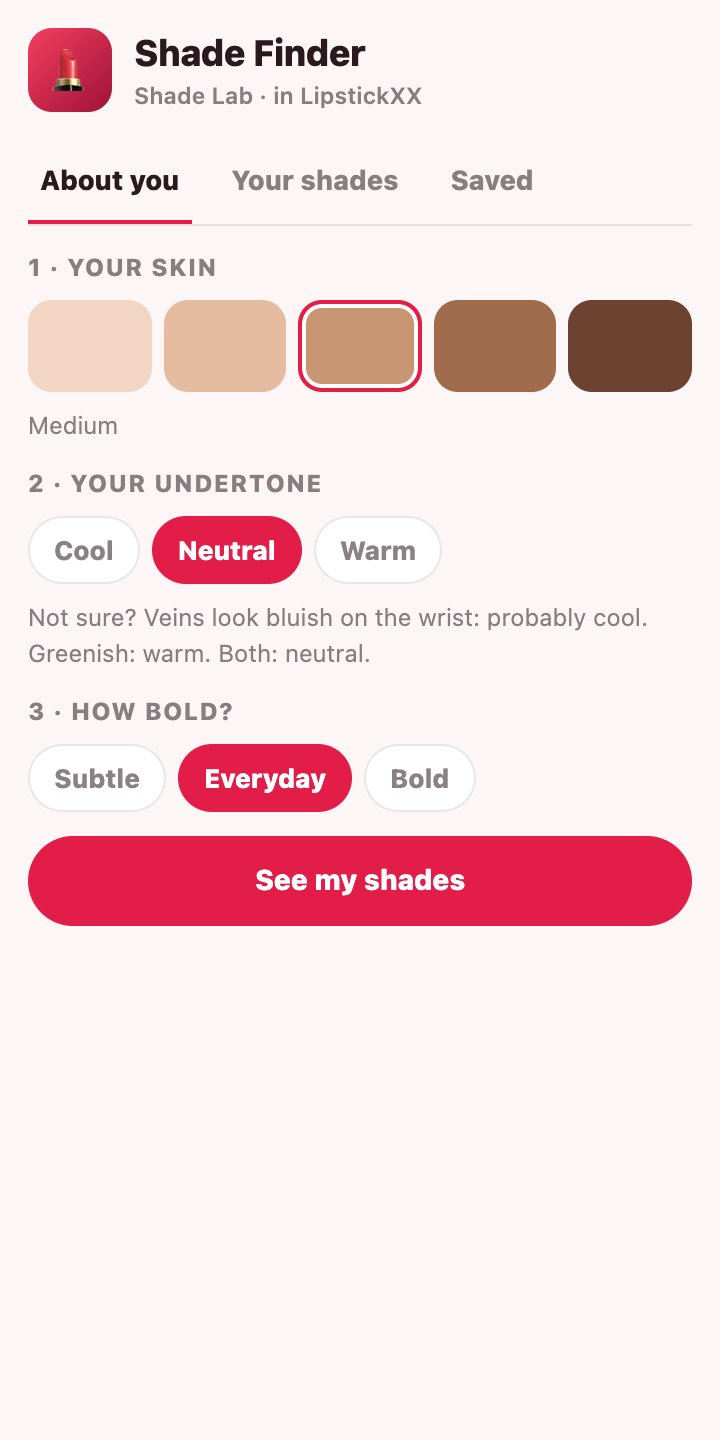 Shade Finder
Shade Lab · in LipstickXX
About you
Your shades
Saved
1 · YOUR SKIN
Medium
2 · YOUR UNDERTONE
Cool
Neutral
Warm
Not sure? Veins look bluish on the wrist: probably cool.
Greenish: warm. Both: neutral.
3 · HOW BOLD?
Subtle
Everyday
Bold
See my shades